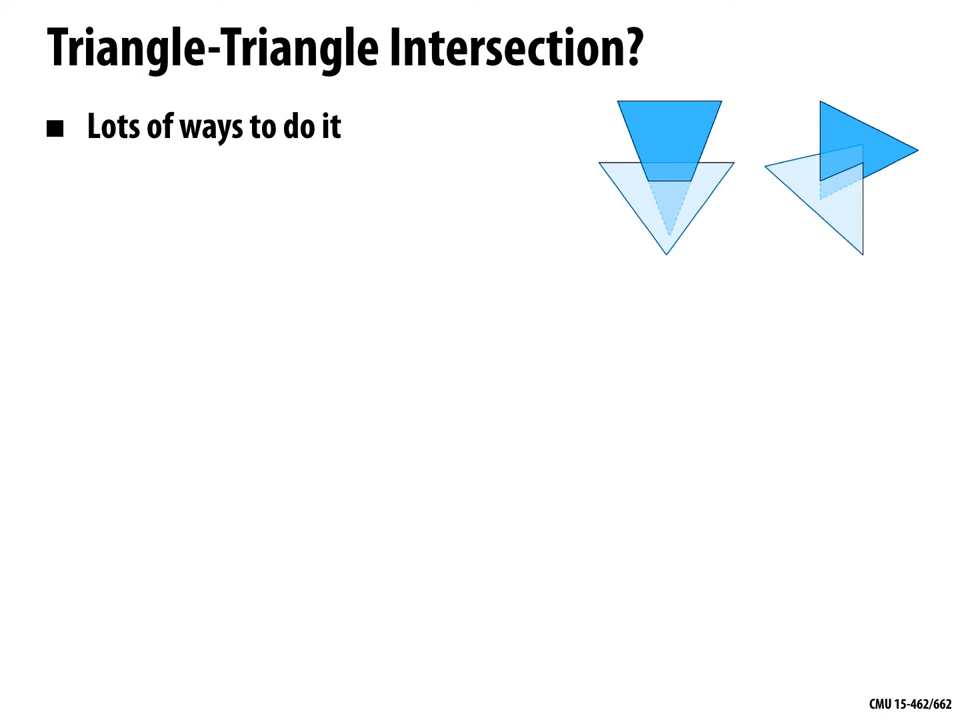 Triangle-Triangle Intersection?
■ Lots of ways to do it
CMU 15-462/662